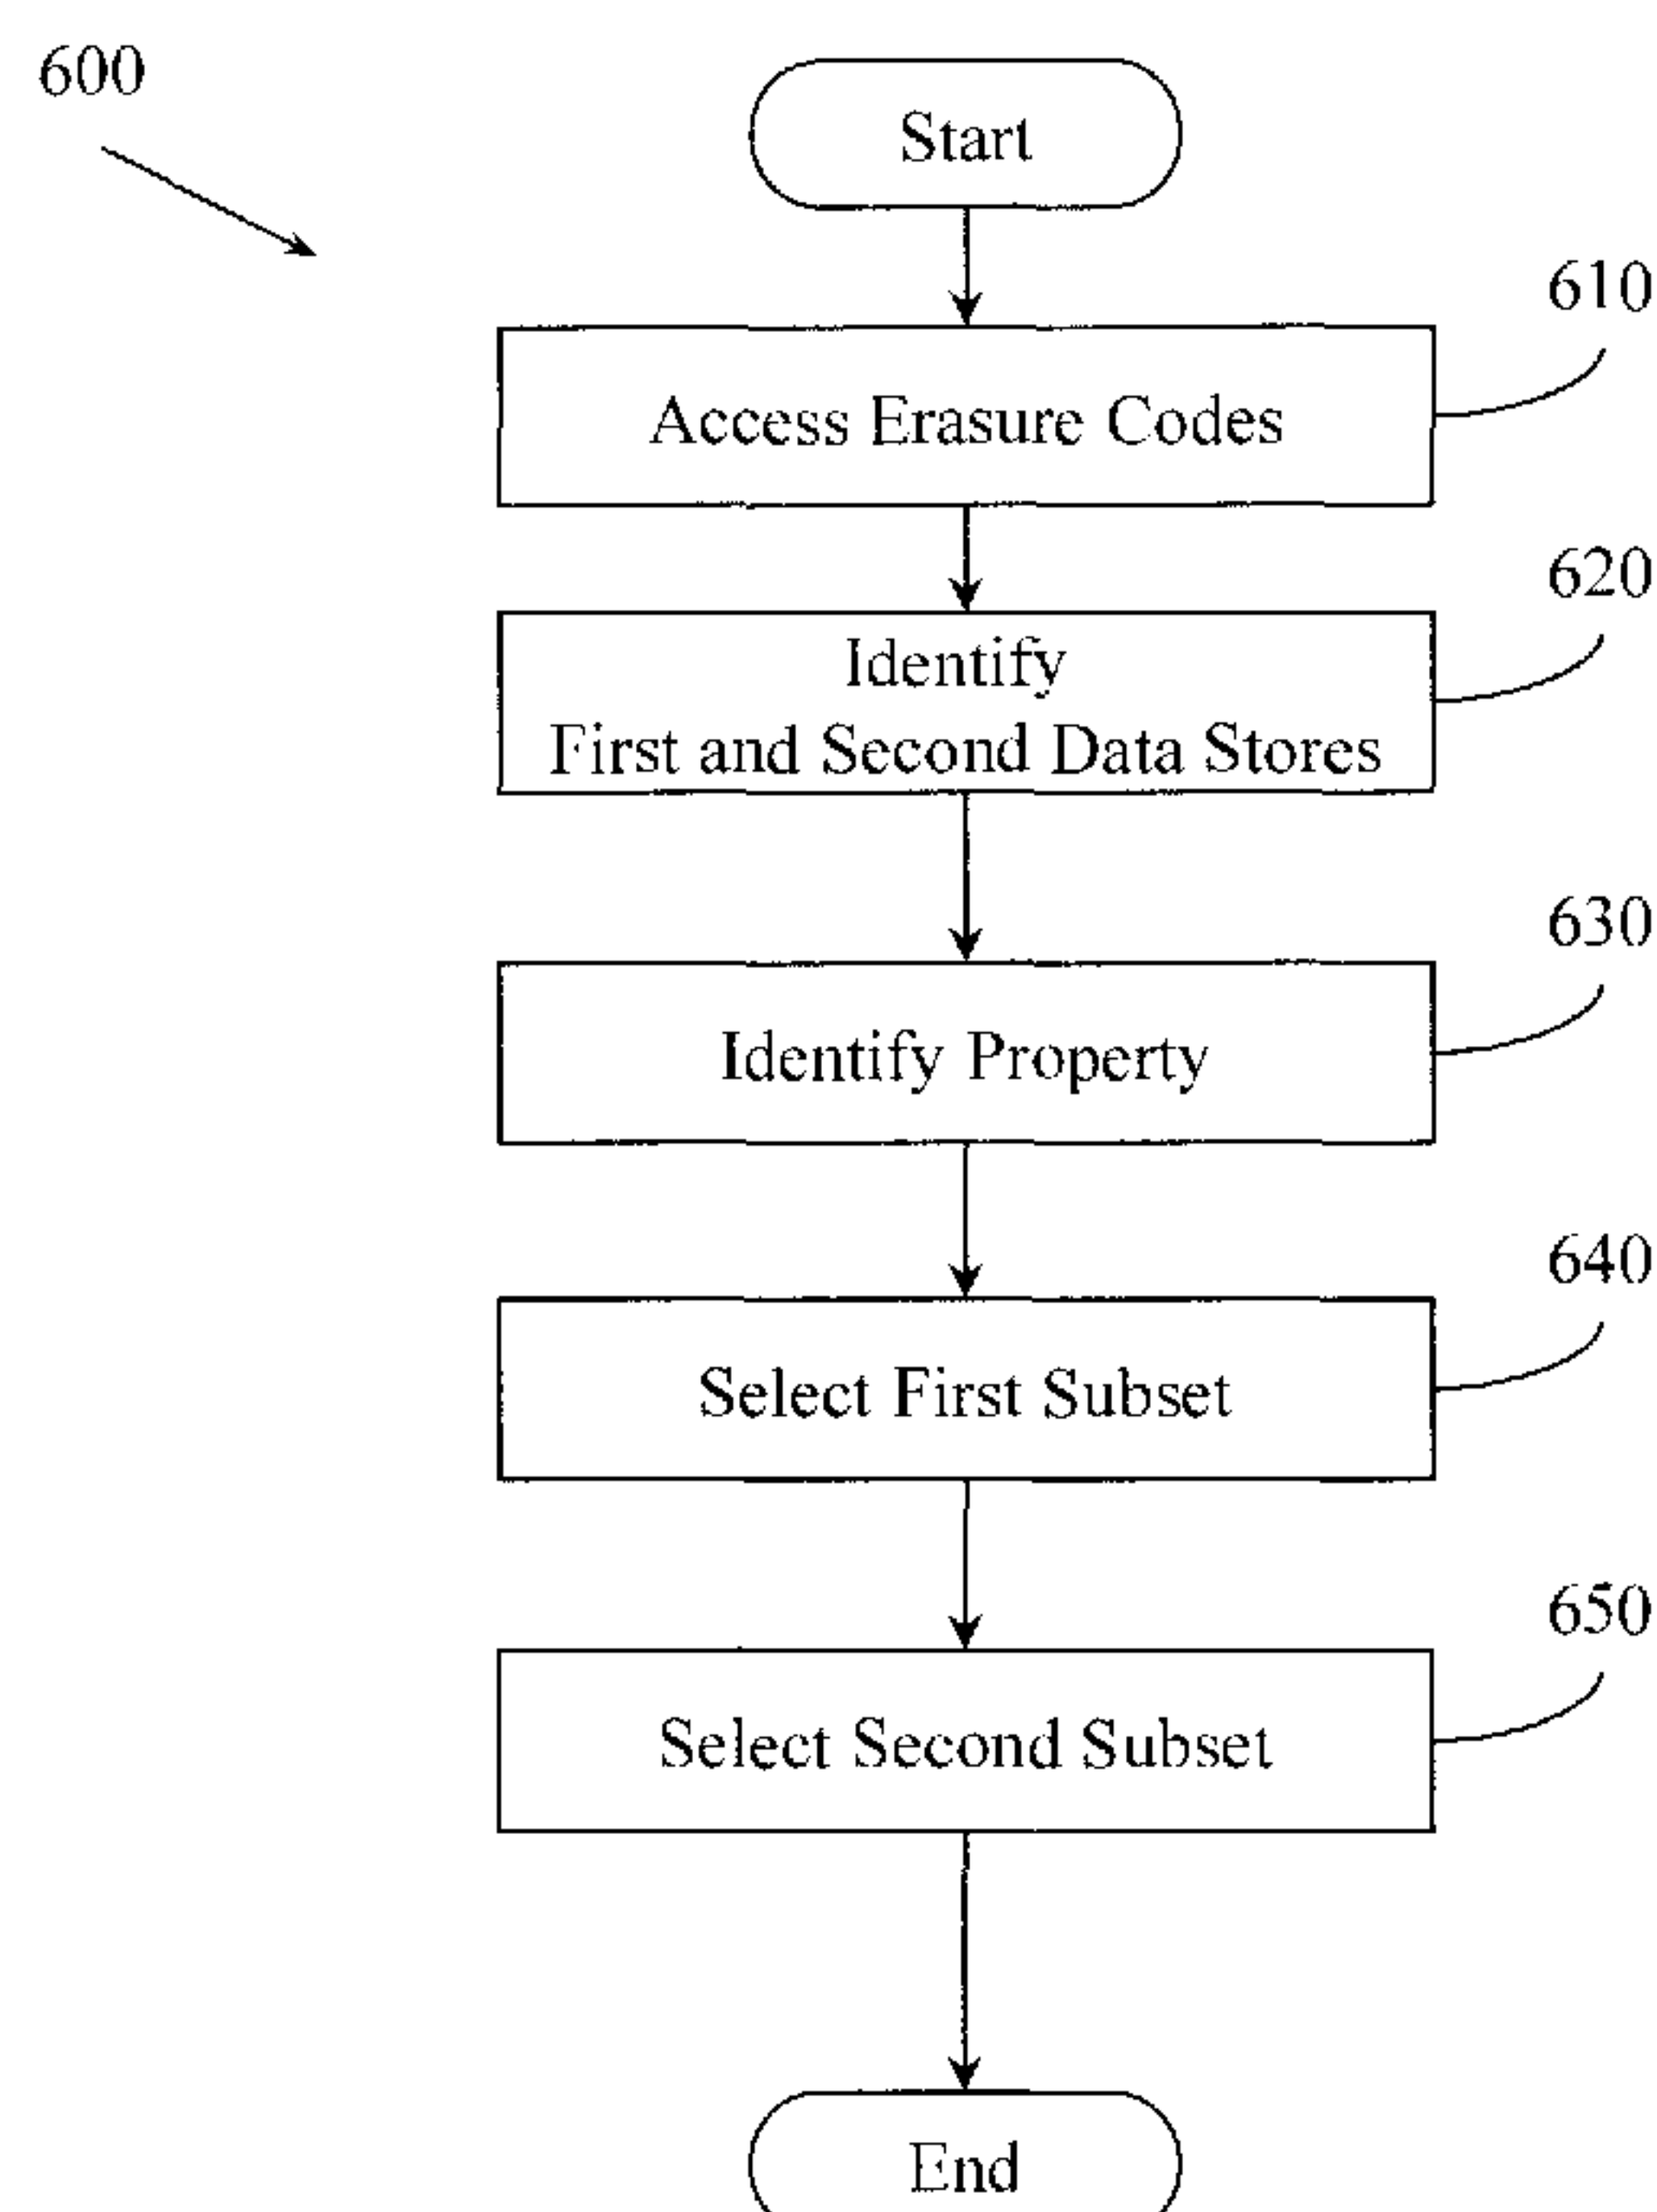 600
Start
610
Access Erasure Codes
620
Identify
First and Second Data Stores
630
Identify Property
640
Select First Subset
650
Select Second Subset
End